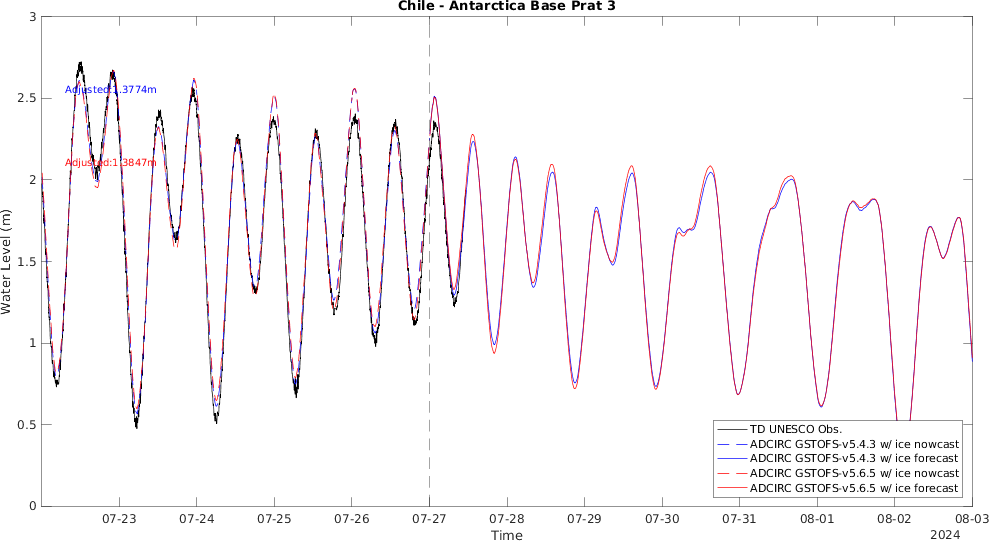 Chile - Antarctica Base Prat 3
3
2.5
2
1.5
1
0.5
0
Water Level (m)
Adjusted:1.3774m
Adjusted:1.3847m
TD UNESCO Obs.
ADCIRC GSTOFS-v5.4.3 w/ ice nowcast
ADCIRC GSTOFS-v5.4.3 w/ ice forecast
ADCIRC GSTOFS-v5.6.5 w/ ice nowcast
ADCIRC GSTOFS-v5.6.5 w/ ice forecast
07-23 07-24 07-25 07-26 07-27 07-28 07-29 07-30 07-31 08-01 08-02 08-03
Time
2024